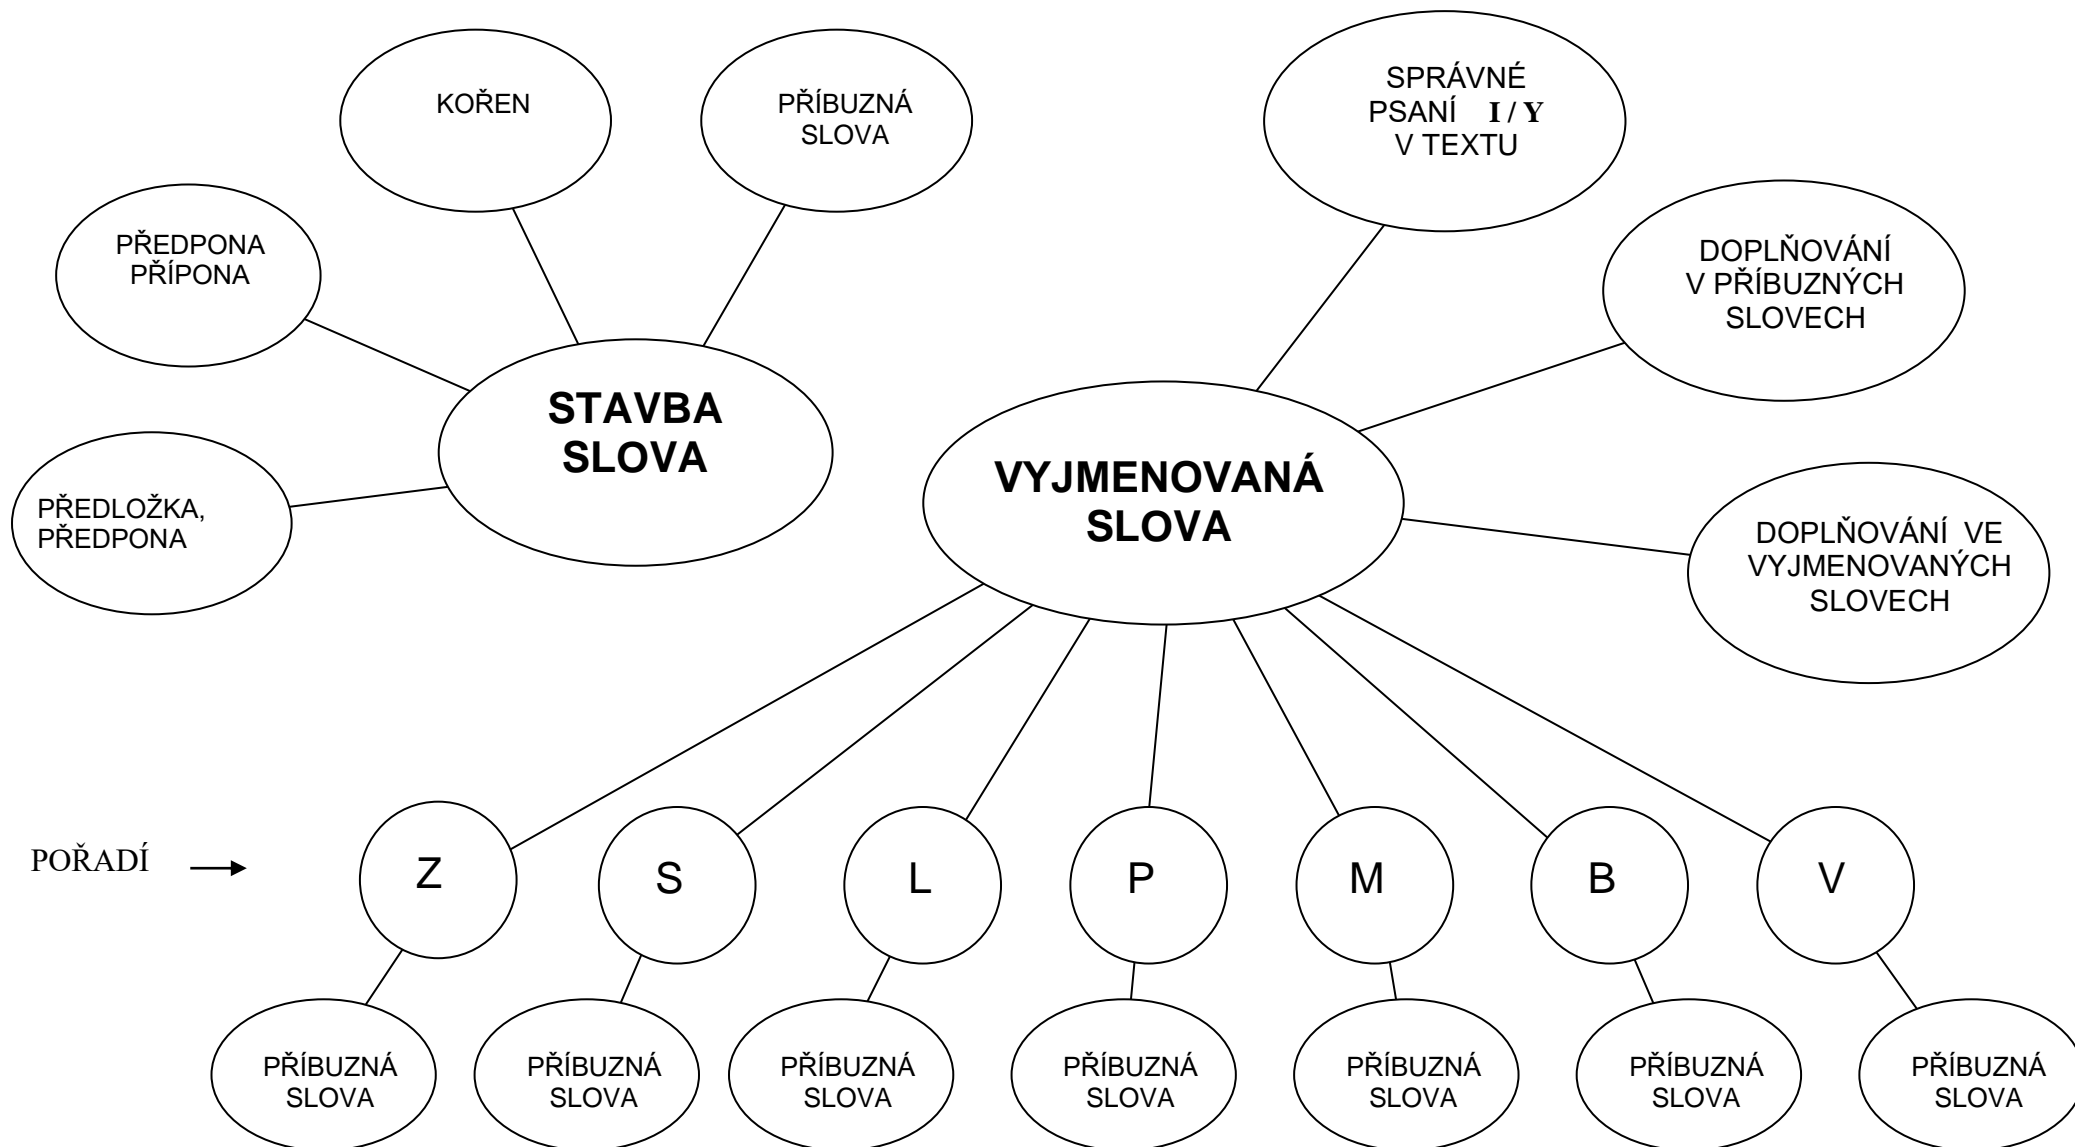 KOŘEN
PŘÍBUZNÁ
SLOVA
PŘEDPONA
PŘÍPONA
STAVBA
SLOVA
PŘEDLOŽKA,
PŘEDPONA
SPRÁVNÉ
PSANÍ I / Y
V TEXTU
DOPLŇOVÁNÍ
V PŘÍBUZNÝCH
SLOVECH
VYJMENOVANÁ
SLOVA
DOPLŇOVÁNÍ VE
VYJMENOVANÝCH
SLOVECH
POŘADÍ
Z
S
L
P
M
B
V
PŘÍBUZNÁ
SLOVA
PŘÍBUZNÁ
SLOVA
PŘÍBUZNÁ
SLOVA
PŘÍBUZNÁ
SLOVA
PŘÍBUZNÁ
SLOVA
PŘÍBUZNÁ
SLOVA
PŘÍBUZNÁ
SLOVA